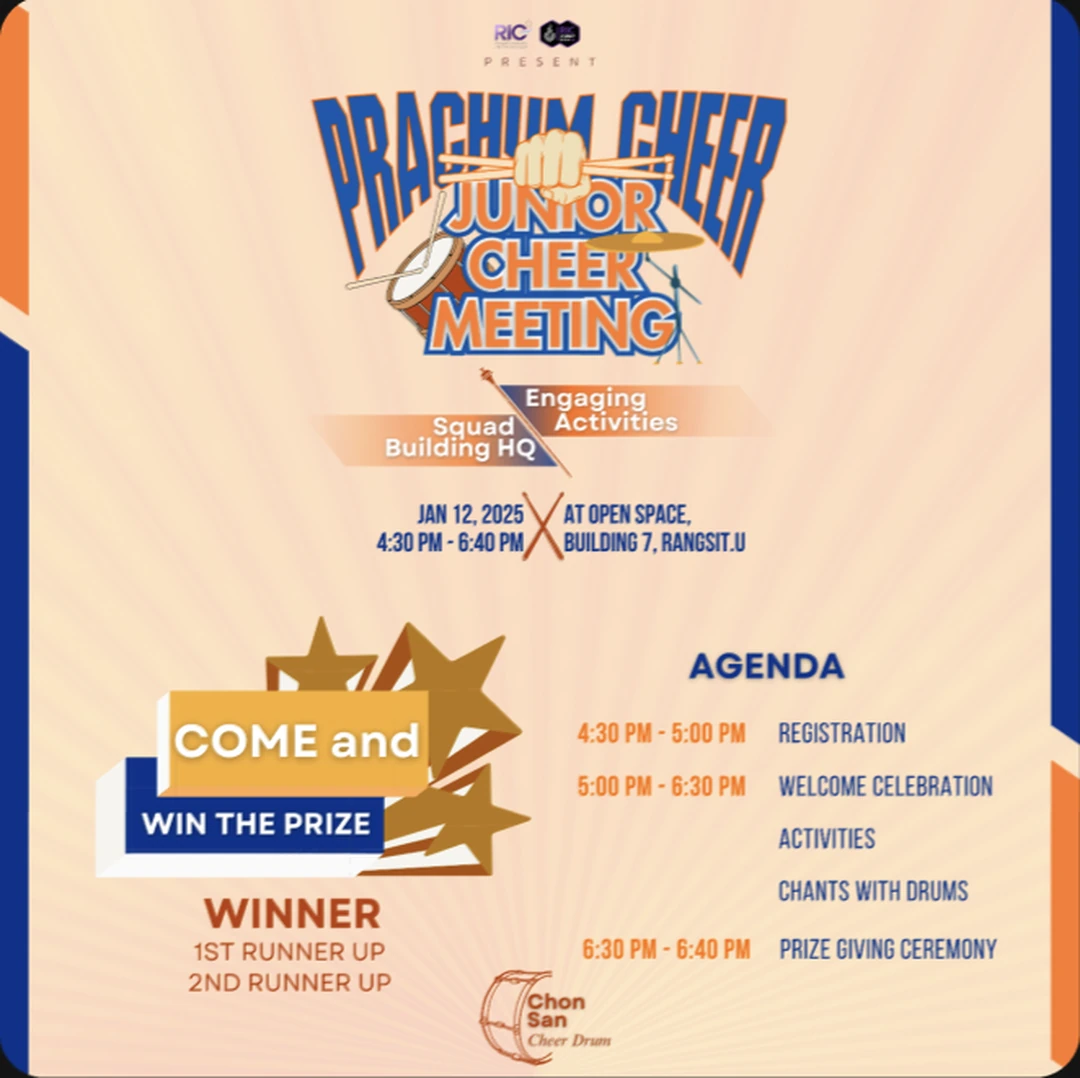 RIC
PRESENT
PRACHUM CHEER
JUNIOR
CHEER
MEETING
Engaging
Activities
Squad
Building HQ
JAN 12, 2025
4:30 PM - 6:40 PM
AT OPEN SPACE,
BUILDING 7, RANGSIT.U
COME and
WIN THE PRIZE
WINNER
1ST RUNNER UP
2ND RUNNER UP
AGENDA
4:30 PM - 5:00 PM REGISTRATION
5:00 PM - 6:30 PM WELCOME CELEBRATION
ACTIVITIES
CHANTS WITH DRUMS
6:30 PM - 6:40 PM PRIZE GIVING CEREMONY
Chon
San
Cheer Drum